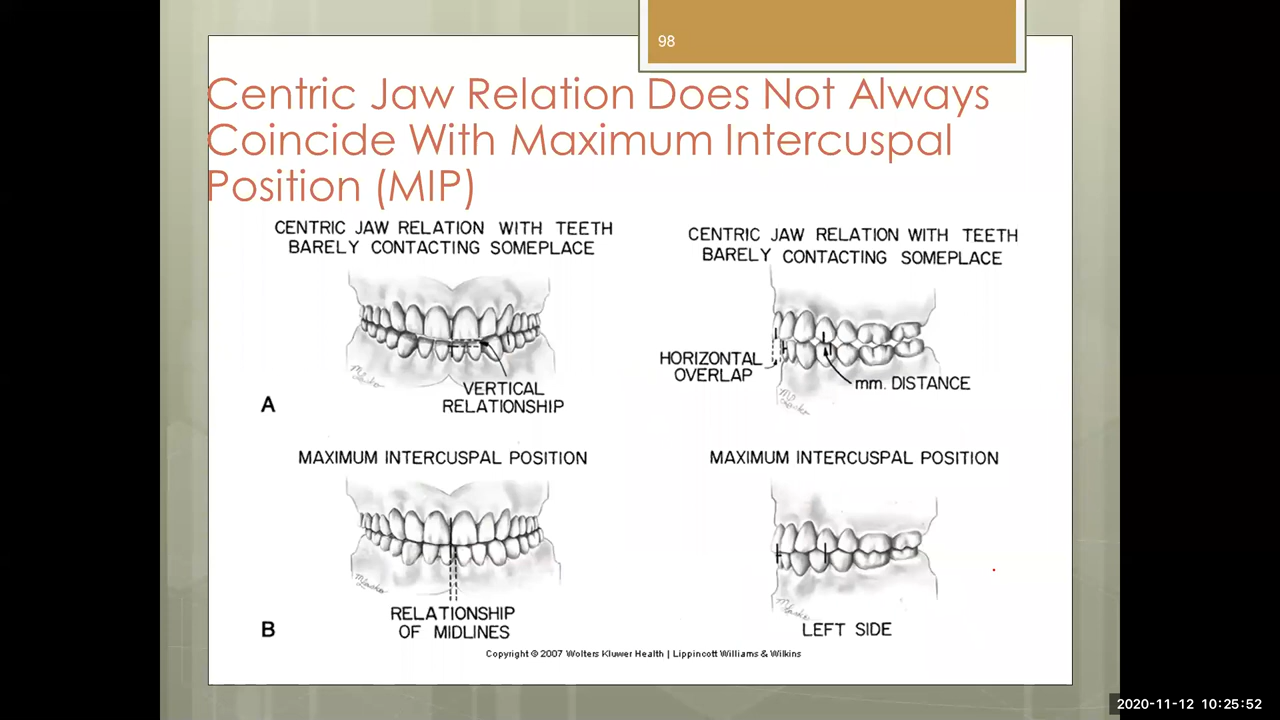 98
Centric Jaw Relation Does Not Always
Coincide With Maximum Intercuspal
Position (MIP)
CENTRIC JAW RELATION WITH TEETH
BARELY CONTACTING SOMEPLACE
VERTICAL
RELATIONSHIP
A
CENTRIC JAW RELATION WITH TEETH
BARELY CONTACTING SOMEPLACE
HORIZONTAL
OVERLAP
mm. DISTANCE
MAXIMUM INTERCUSPAL POSITION
RELATIONSHIP
OF MIDLINES
B
MAXIMUM INTERCUSPAL POSITION
LEFT SIDE
Copyright © 2007 Wolters Kluwer Health | Lippincott Williams & Wilkins
2020-11-12 10:25:52